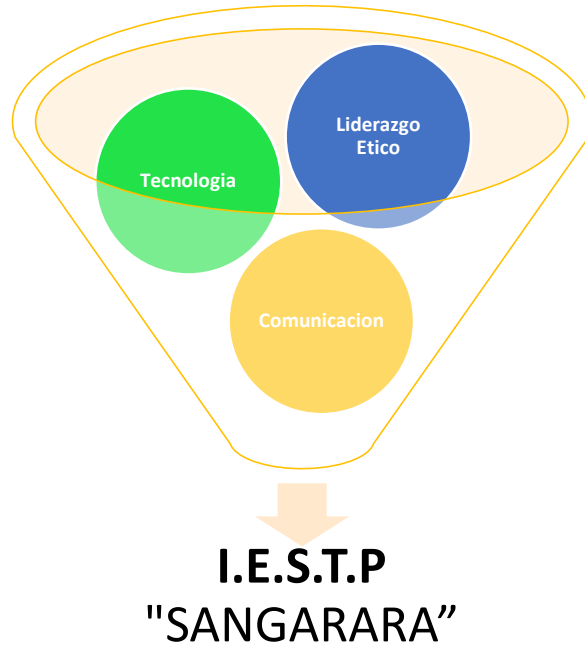 Liderazgo
Etico
Tecnologia
Comunicacion
I.E.S.T.P
"SANGARARA”